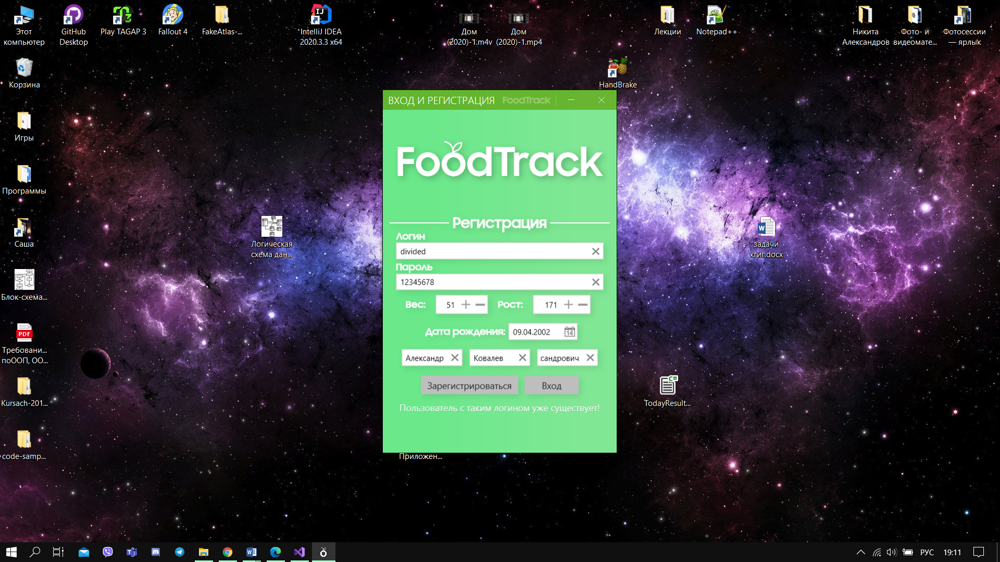 Этот
компьютер
GitHub
Desktop
Play TAGAP 3
Fallout 4
FakeAtlas-...
IntelliJ IDEA
2020.3.3 x64
Дом
(2020)-1.m4v
Дом
(2020)-1.mp4
Лекции
Notepad++
Никита
Александров
Фото- и
видеомате...
Фотосессии
— ярлык
Корзина
HandBrake
Игры
Программы
Саша
Блок-схема...
PDF
Требовани...
поООП, ОО...
Kursach-201...
code-samp...
Логическая
схема дан...
задачи
кгиг.docx
TodayResult...
Приложен...
ВХОД И РЕГИСТРАЦИЯ FoodTrack
FoodTrack
Регистрация
Логин
divided
Пароль
12345678
Вес: 51 Рост: 171
Дата рождения: 09.04.2002 14
Александр Ковалев сандрович
Зарегистрироваться Вход
Пользователь с таким логином уже существует!
РУС 19:11